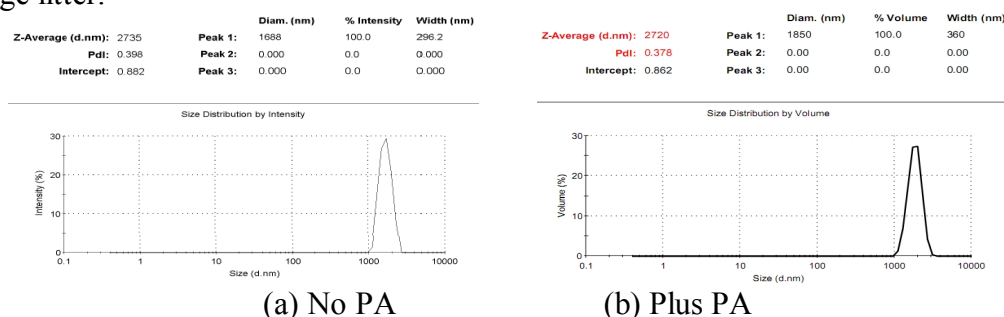 ge litter.
Diam. (nm) % Intensity Width (nm)
Z-Average (d.nm): 2735 Peak 1: 1688 100.0 296.2
PdI: 0.398 Peak 2: 0.000 0.0 0.000
Intercept: 0.882 Peak 3: 0.000 0.0 0.000
Size Distribution by Intensity
Intensity (%)
30
20
10
0
0.1 1 10 100 1000 10000
Size (d.nm)
(a) No PA
Diam. (nm) % Volume Width (nm)
Z-Average (d.nm): 2720 Peak 1: 1850 100.0 360
PdI: 0.378 Peak 2: 0.00 0.0 0.00
Intercept: 0.862 Peak 3: 0.00 0.0 0.00
Size Distribution by Volume
Volume (%)
30
20
10
0
0.1 1 10 100 1000 10000
Size (d.nm)
(b) Plus PA